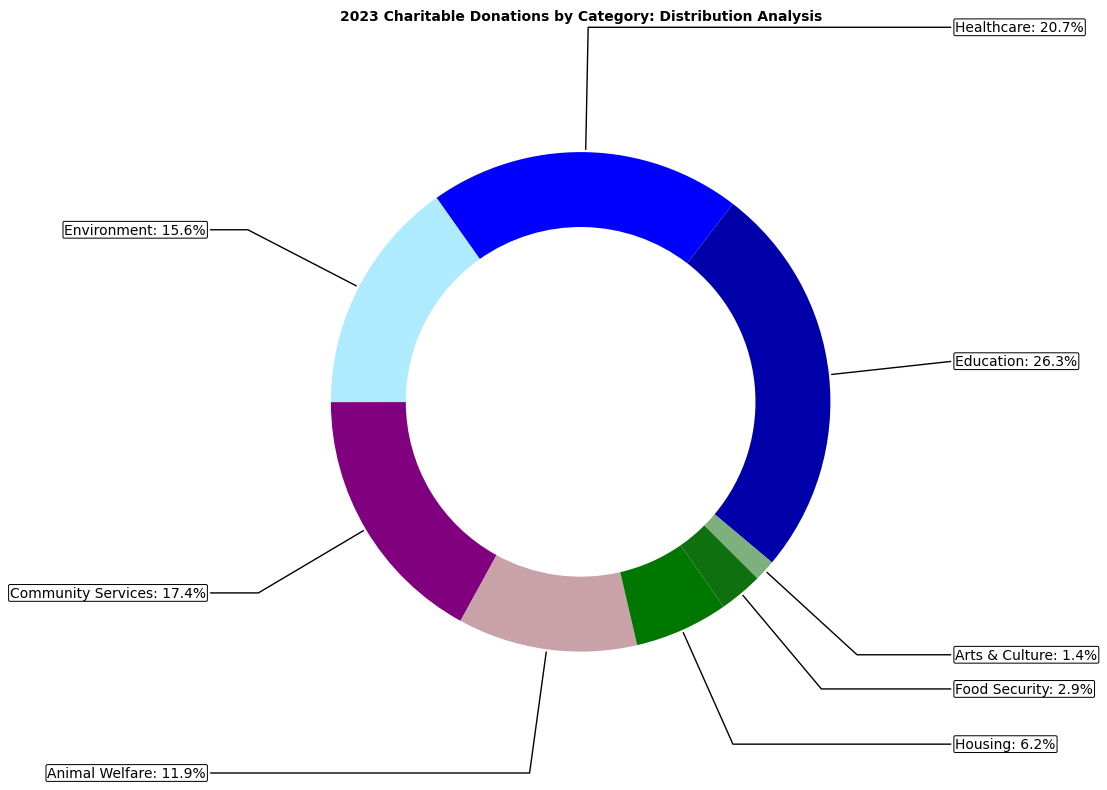 2023 Charitable Donations by Category: Distribution Analysis
Healthcare: 20.7%
Environment: 15.6%
Education: 26.3%
Community Services: 17.4%
Arts & Culture: 1.4%
Food Security: 2.9%
Housing: 6.2%
Animal Welfare: 11.9%